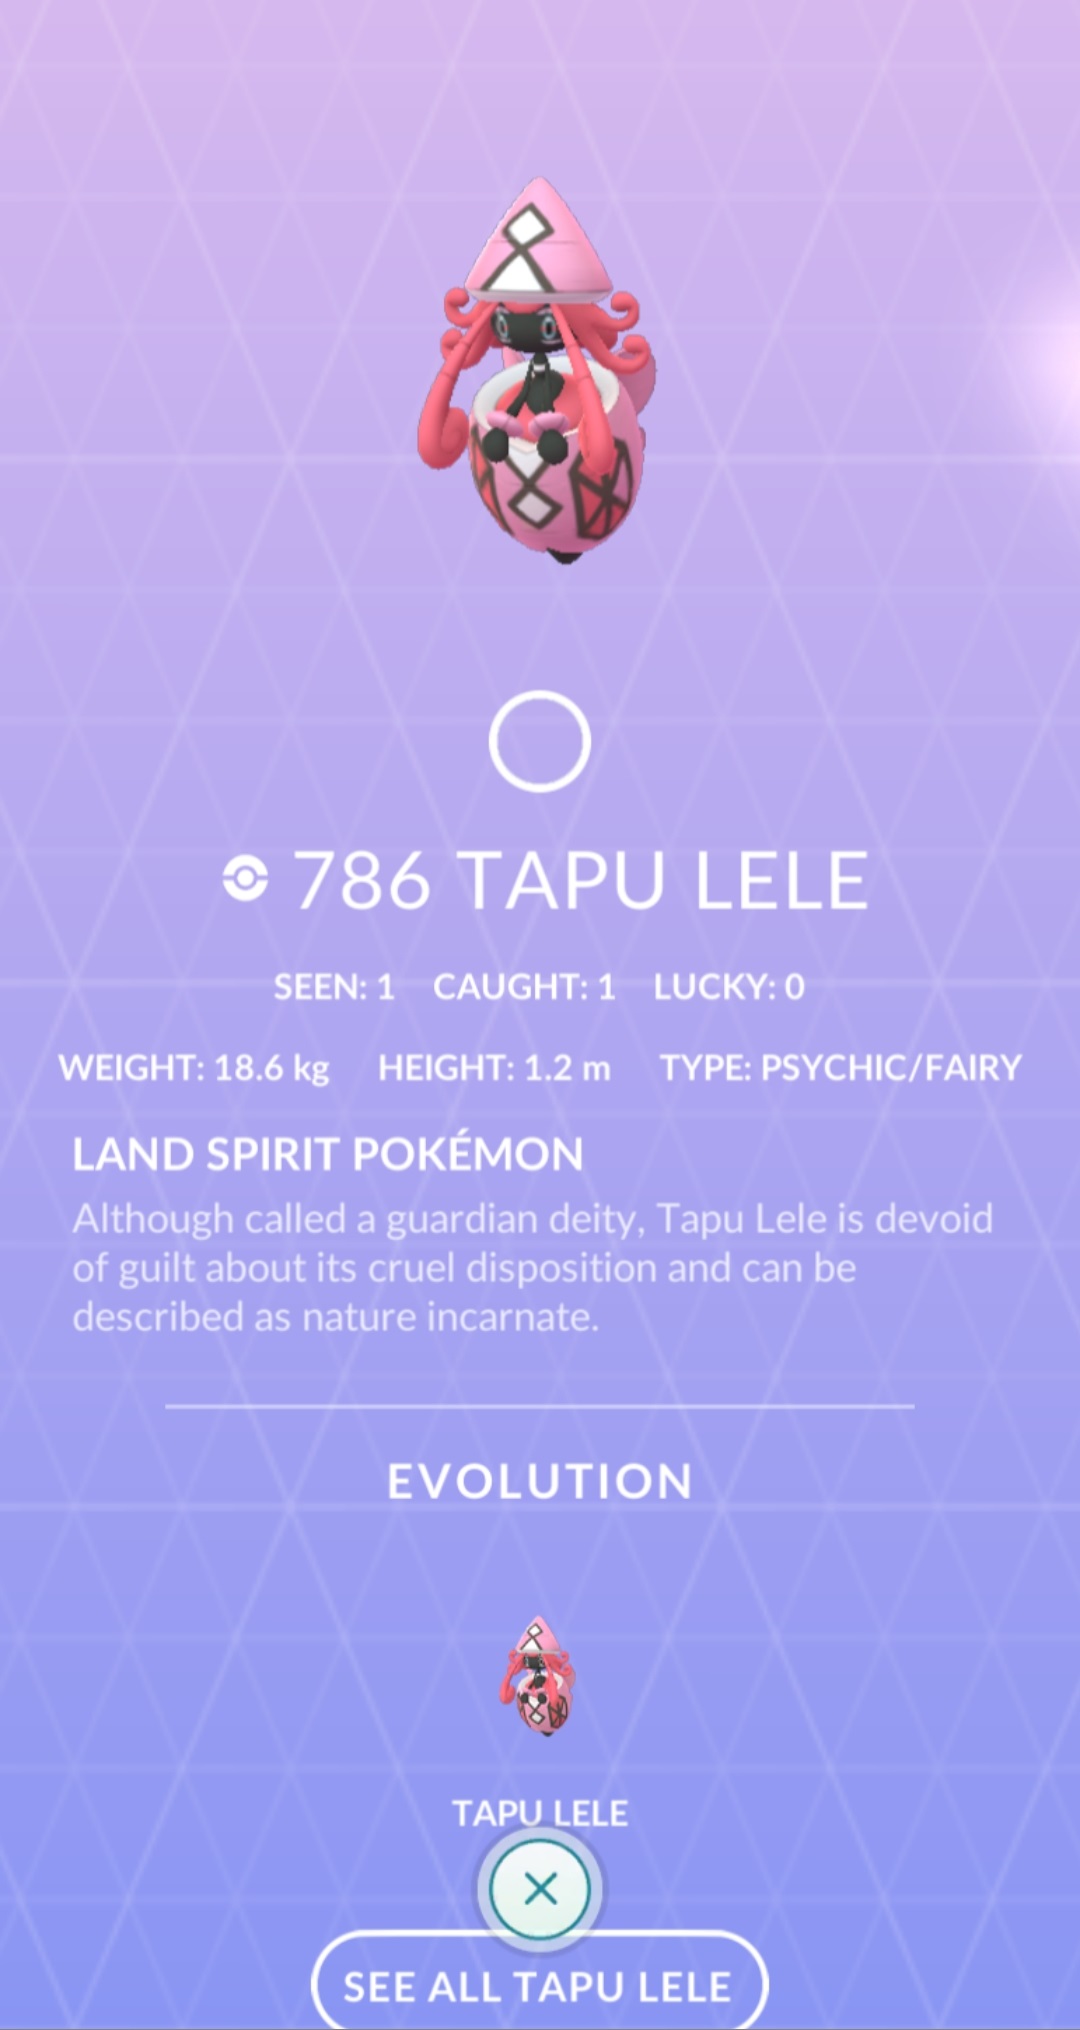 786 TAPU LELE
SEEN: 1 CAUGHT: 1 LUCKY: 0
WEIGHT: 18.6 kg HEIGHT: 1.2 m TYPE: PSYCHIC/FAIRY
LAND SPIRIT POKÉMON
Although called a guardian deity, Tapu Lele is devoid
of guilt about its cruel disposition and can be
described as nature incarnate.
EVOLUTION
TAPU LELE
SEE ALL TAPU LELE